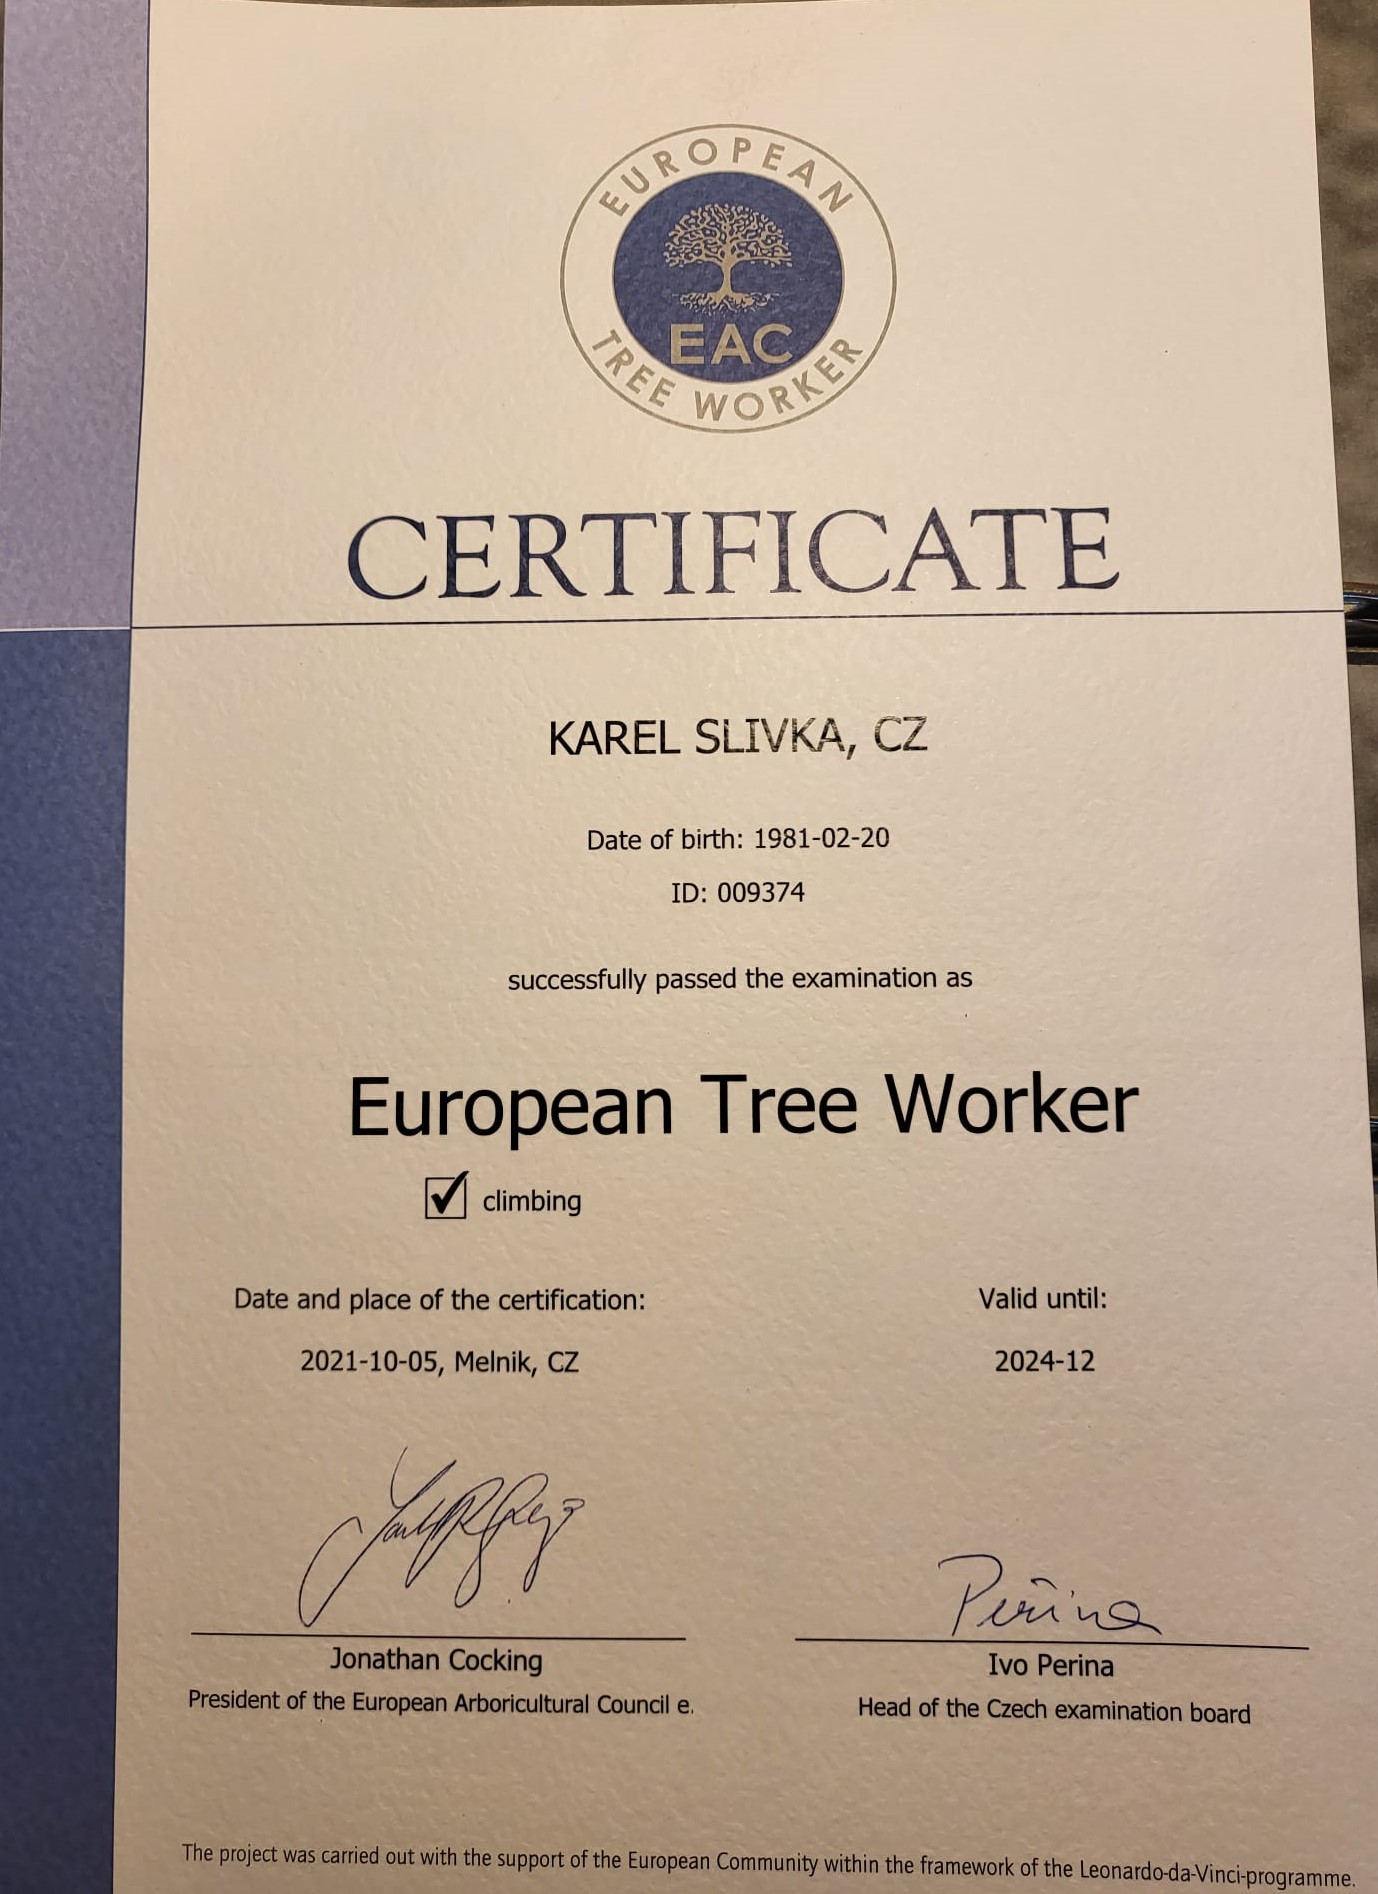 EUROPEAN
EAC
TREE WORKER
CERTIFICATE
KAREL SLIVKA, CZ
Date of birth: 1981-02-20
ID: 009374
successfully passed the examination as
European Tree Worker
climbing
Date and place of the certification:
Valid until:
2021-10-05, Melnik, CZ
2024-12
Perina
Jonathan Cocking
Ivo Perina
President of the European Arboricultural Council e.
Head of the Czech examination board
The project was carried out with the support of the European Community within the framework of the Leonardo-da-Vinci-programme.